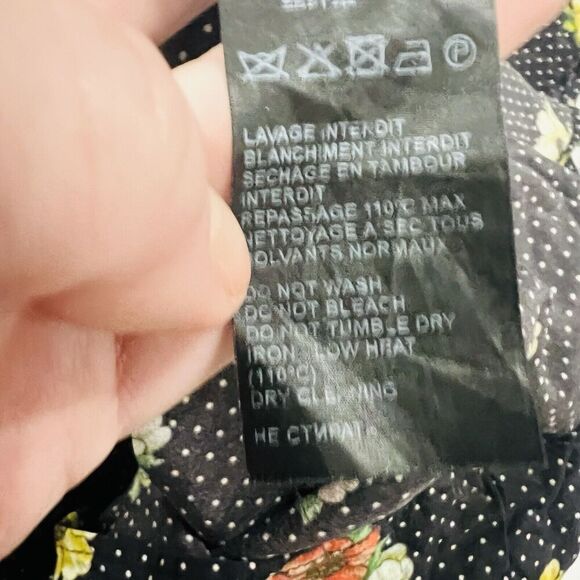 P
LAVAGE INTERDIT
BLANCHIMENT INTERDIT
SECHAGE EN TAMBOUR
INTERDIT
REPASSAGE 110°C MAX
NETTOYAGE A SEC TOUS
SOLVANTS NORMAUX
DO NOT WASH
DO NOT BLEACH
DO NOT TUMBLE DRY
IRON LOW HEAT
(110°C)
DRY CLEANING
НЕ СТИРАТЬ